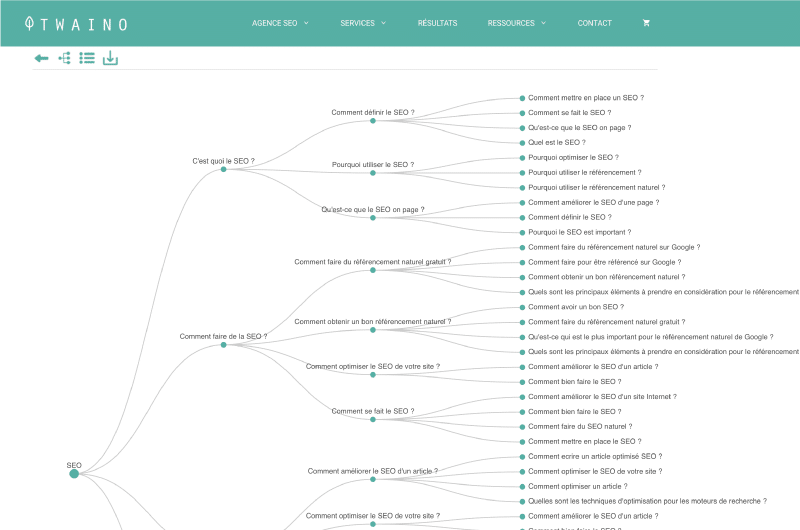 TWAINO
AGENCE SEO
SERVICES
RÉSULTATS
RESSOURCES
CONTACT
Comment mettre en place un SEO ?
Comment définir le SEO ?
Comment se fait le SEO ?
Qu'est-ce que le SEO on page ?
Quel est le SEO ?
C'est quoi le SEO ?
Pourquoi optimiser le SEO ?
Pourquoi utiliser le SEO ?
Pourquoi utiliser le référencement ?
Pourquoi utiliser le référencement naturel ?
Comment améliorer le SEO d'une page ?
Qu'est-ce que le SEO on page ?
Comment définir le SEO ?
Pourquoi le SEO est important ?
Comment faire du référencement naturel sur Google ?
Comment faire du référencement naturel gratuit ?
Comment faire pour être référencé sur Google ?
Comment obtenir un bon référencement naturel ?
Quels sont les principaux éléments à prendre en considération pour le référencement
Comment avoir un bon SEO ?
Comment obtenir un bon référencement naturel ?
Comment faire du référencement naturel gratuit ?
Comment faire de la SEO ?
Qu'est-ce qui est le plus important pour le référencement naturel de Google ?
Quels sont les principaux éléments à prendre en considération pour le référencement
Comment optimiser le SEO de votre site ?
Comment améliorer le SEO d'un article ?
Comment bien faire le SEO ?
Comment améliorer le SEO d'un site Internet ?
Comment se fait le SEO ?
Comment bien faire le SEO ?
Comment faire du SEO naturel ?
Comment mettre en place le SEO ?
Comment ecrire un article optimisé SEO ?
SEO
Comment améliorer le SEO d'un article ?
Comment optimiser le SEO de votre site ?
Comment optimiser un article ?
Quelles sont les techniques d'optimisation pour les moteurs de recherche ?
Comment optimiser le SEO de votre site ?
Comment améliorer le SEO d'un article ?
Comment bien faire le SEO ?